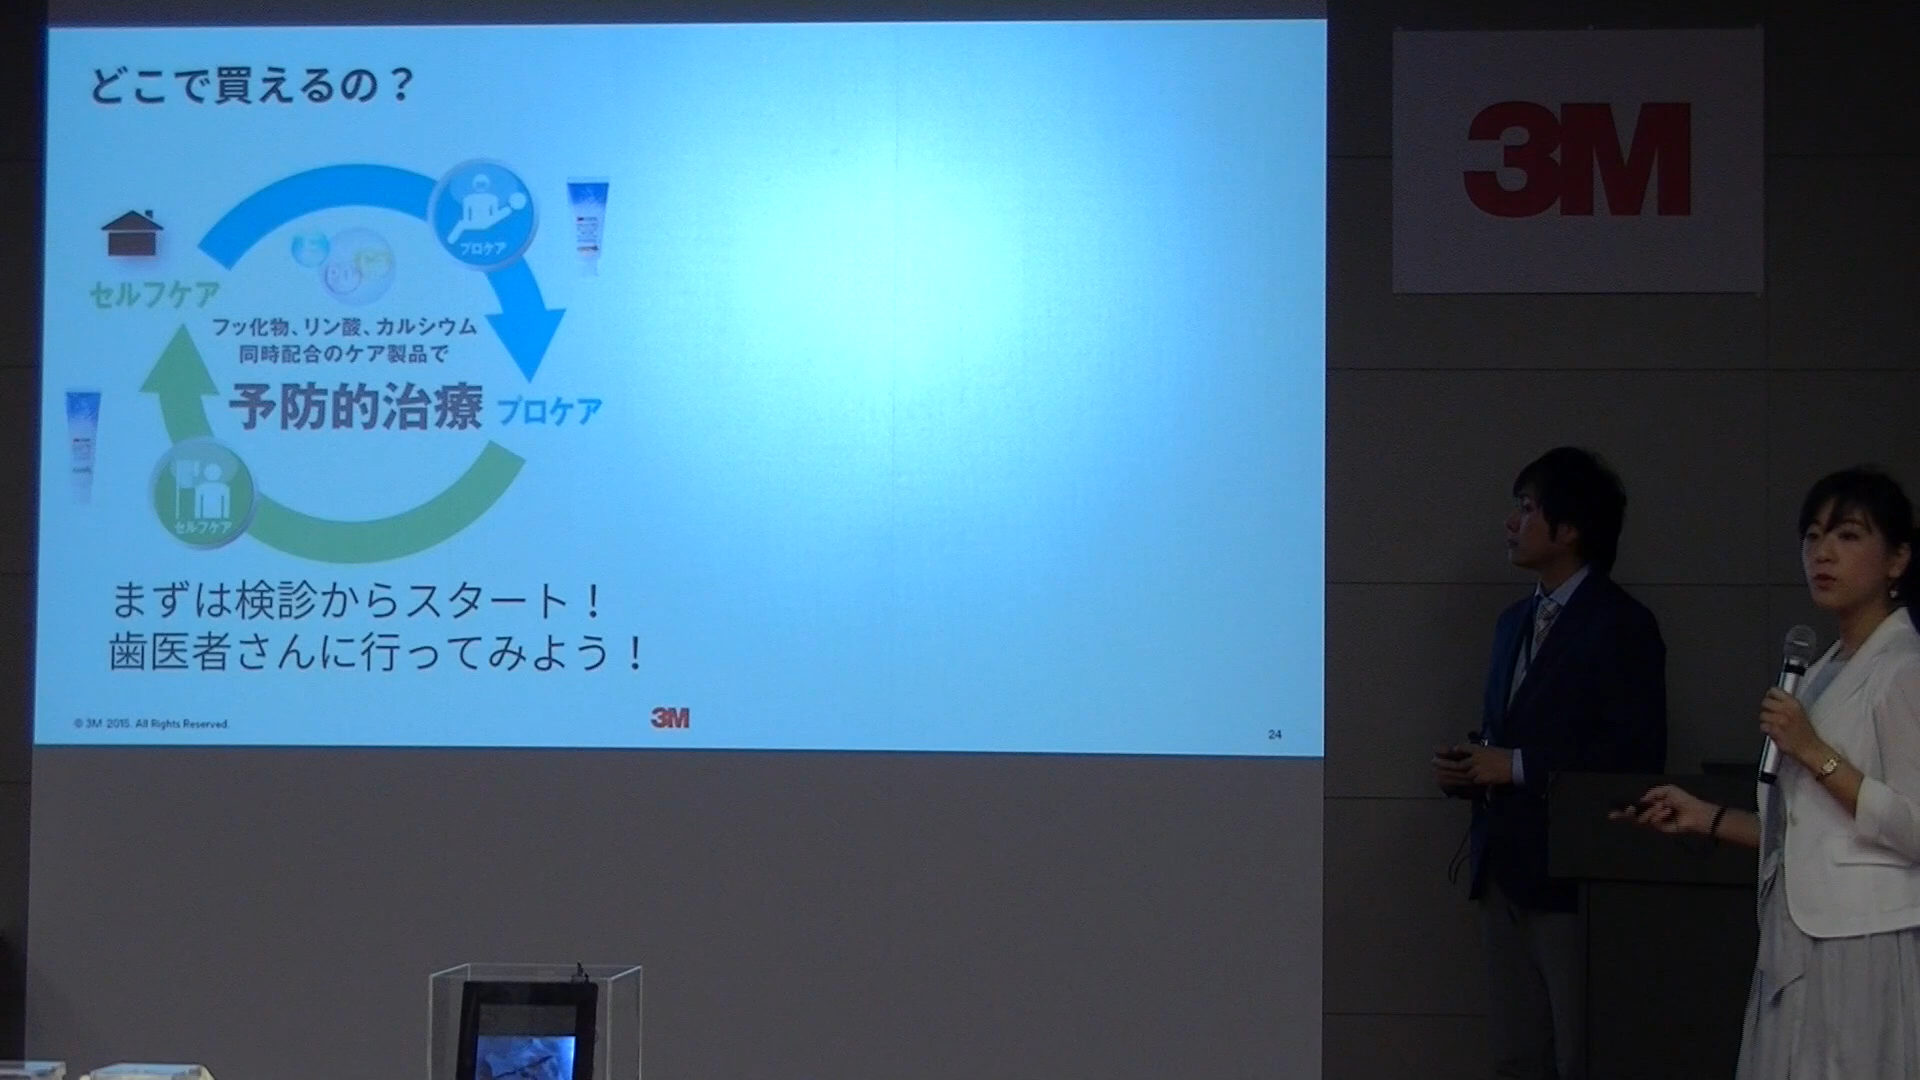 どこで買えるの？
3M
プロケア
セルフケア
フッ化物、リン酸、カルシウム
同時配合のケア製品で
予防的治療
プロケア
セルフケア
まずは検診からスタート！
歯医者さんに行ってみよう！
© 3M 2015. All Rights Reserved.
3M
24